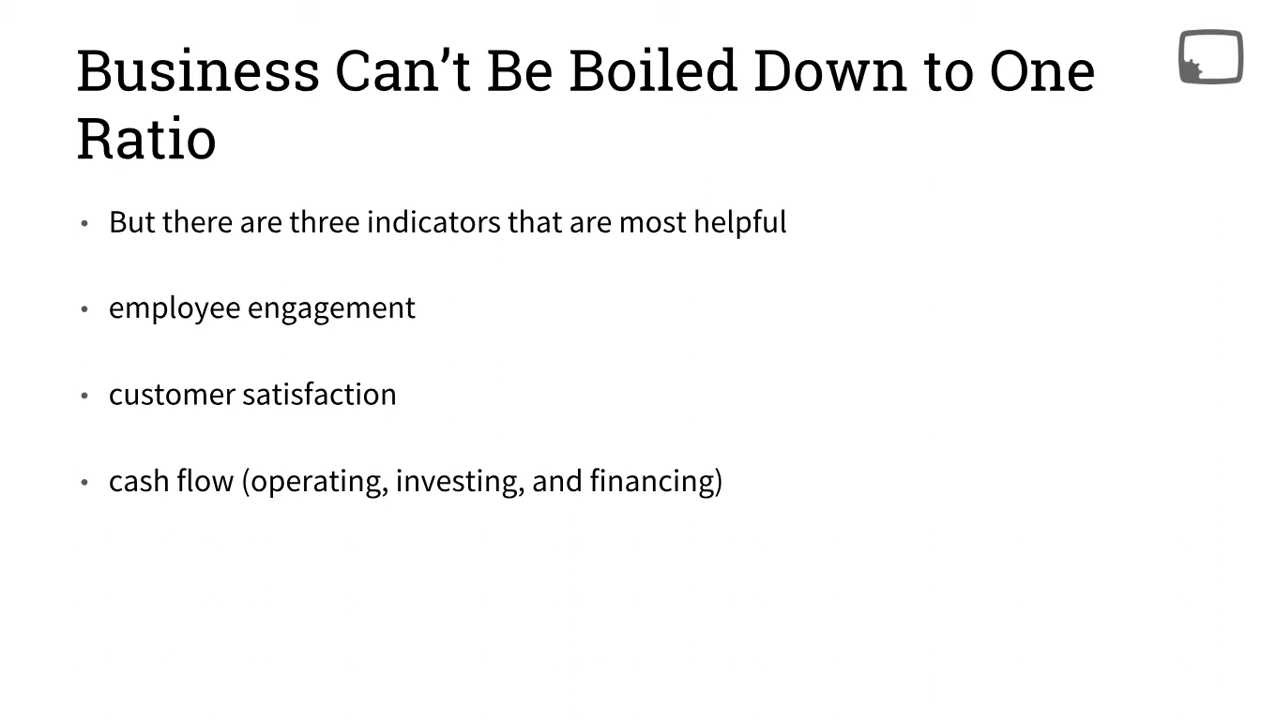 Business Can’t Be Boiled Down to One
Ratio
• But there are three indicators that are most helpful
• employee engagement
• customer satisfaction
• cash flow (operating, investing, and financing)